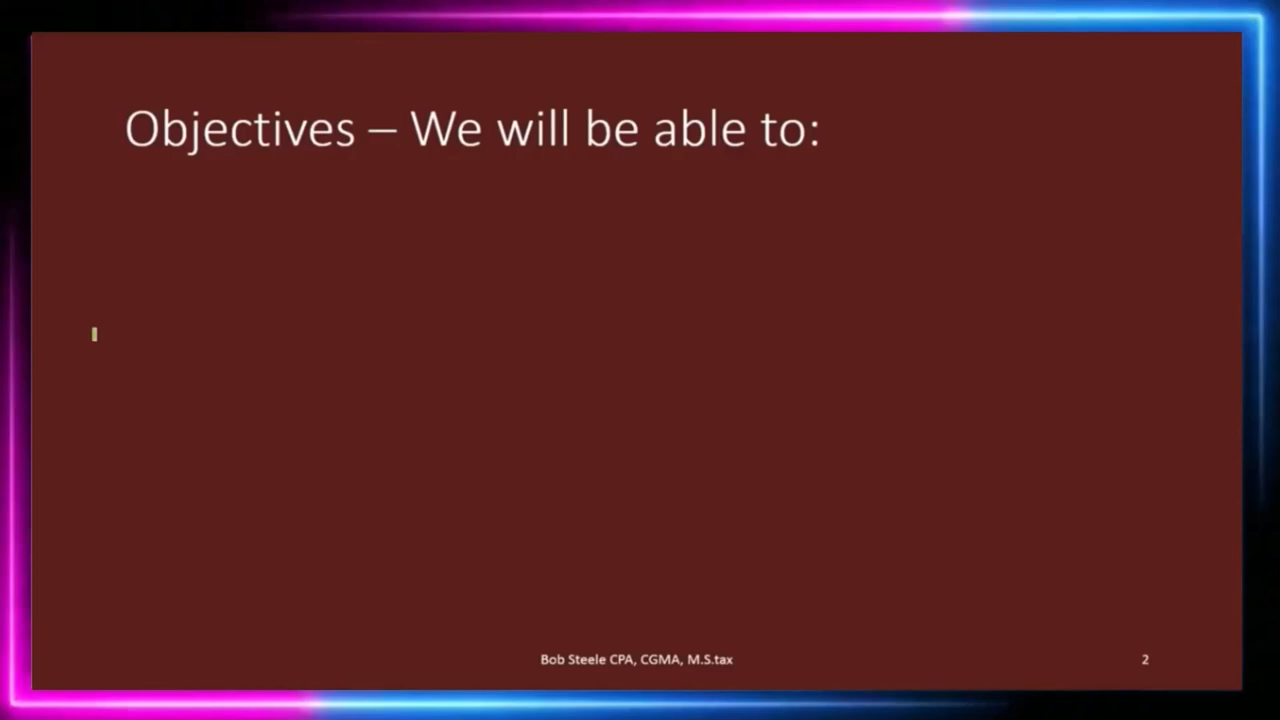 Objectives – We will be able to:
Bob Steele CPA, CGMA, M.S.tax
2